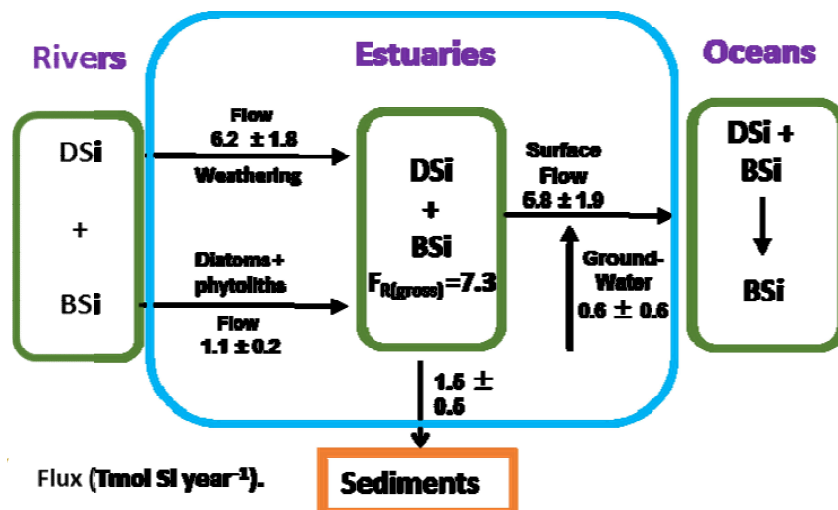 Rivers
Estuaries
Oceans
DSi
+
BSi
Flow
6.2 ± 1.8
Weathering
Diatoms+
phytoliths
Flow
1.1 ± 0.2
DSi
+
BSi
FR(gross)=7.3
Surface
Flow
5.8 ± 1.9
Ground-
Water
0.6 ± 0.6
DSi +
BSi
BSi
1.5 ±
0.5
Sediments
Flux (Tmol Si year⁻¹).